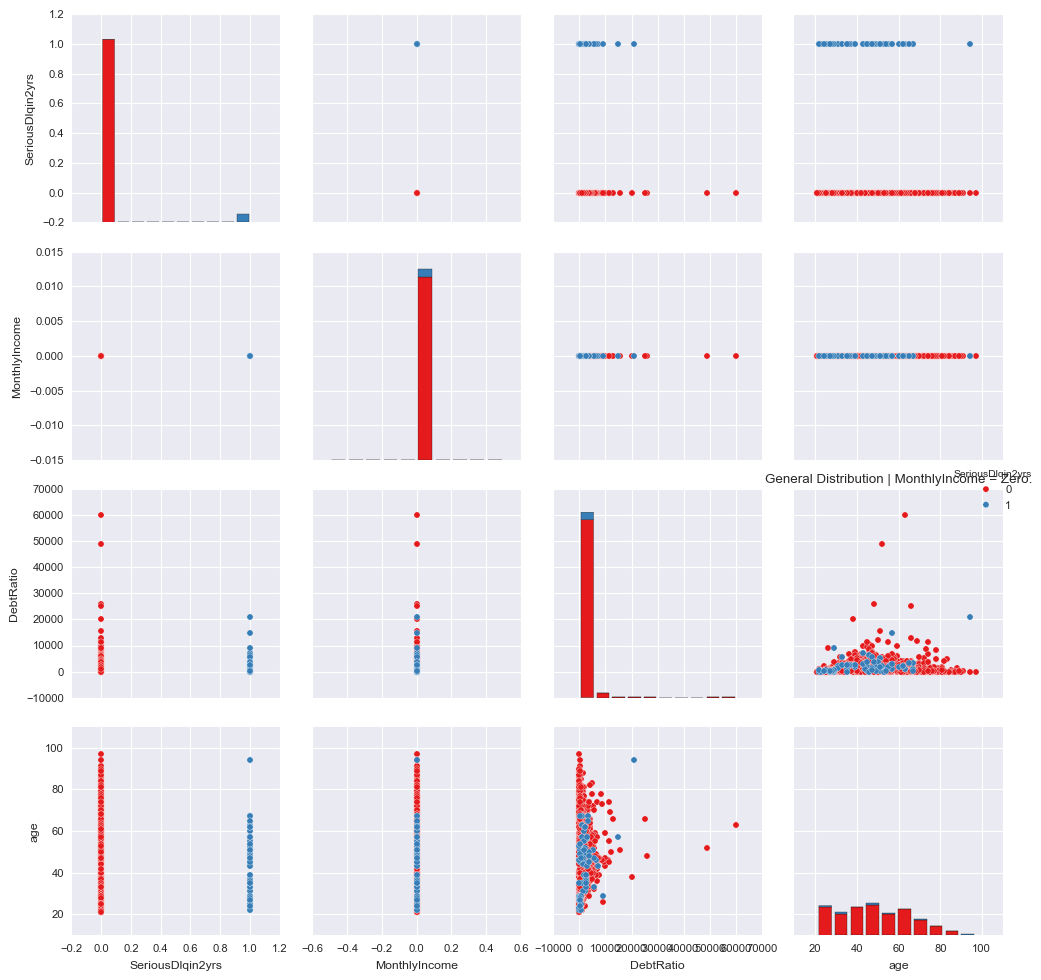 1.2
1.0
0.8
0.6
0.4
0.2
0.0
−0.2
SeriousDlqin2yrs
0.015
0.010
0.005
0.000
−0.005
−0.010
−0.015
MonthlyIncome
General Distribution | MonthlyIncome = Zero.
SeriousDlqin2yrs
0
1
70000
60000
50000
40000
30000
20000
10000
0
−10000
DebtRatio
100
80
60
40
20
age
−0.2 0.0 0.2 0.4 0.6 0.8 1.0 1.2
SeriousDlqin2yrs
−0.6 −0.4 −0.2 0.0 0.2 0.4 0.6
MonthlyIncome
−10000 0 10000 20000 30000 40000 50000 60000 70000
DebtRatio
20 40 60 80 100
age